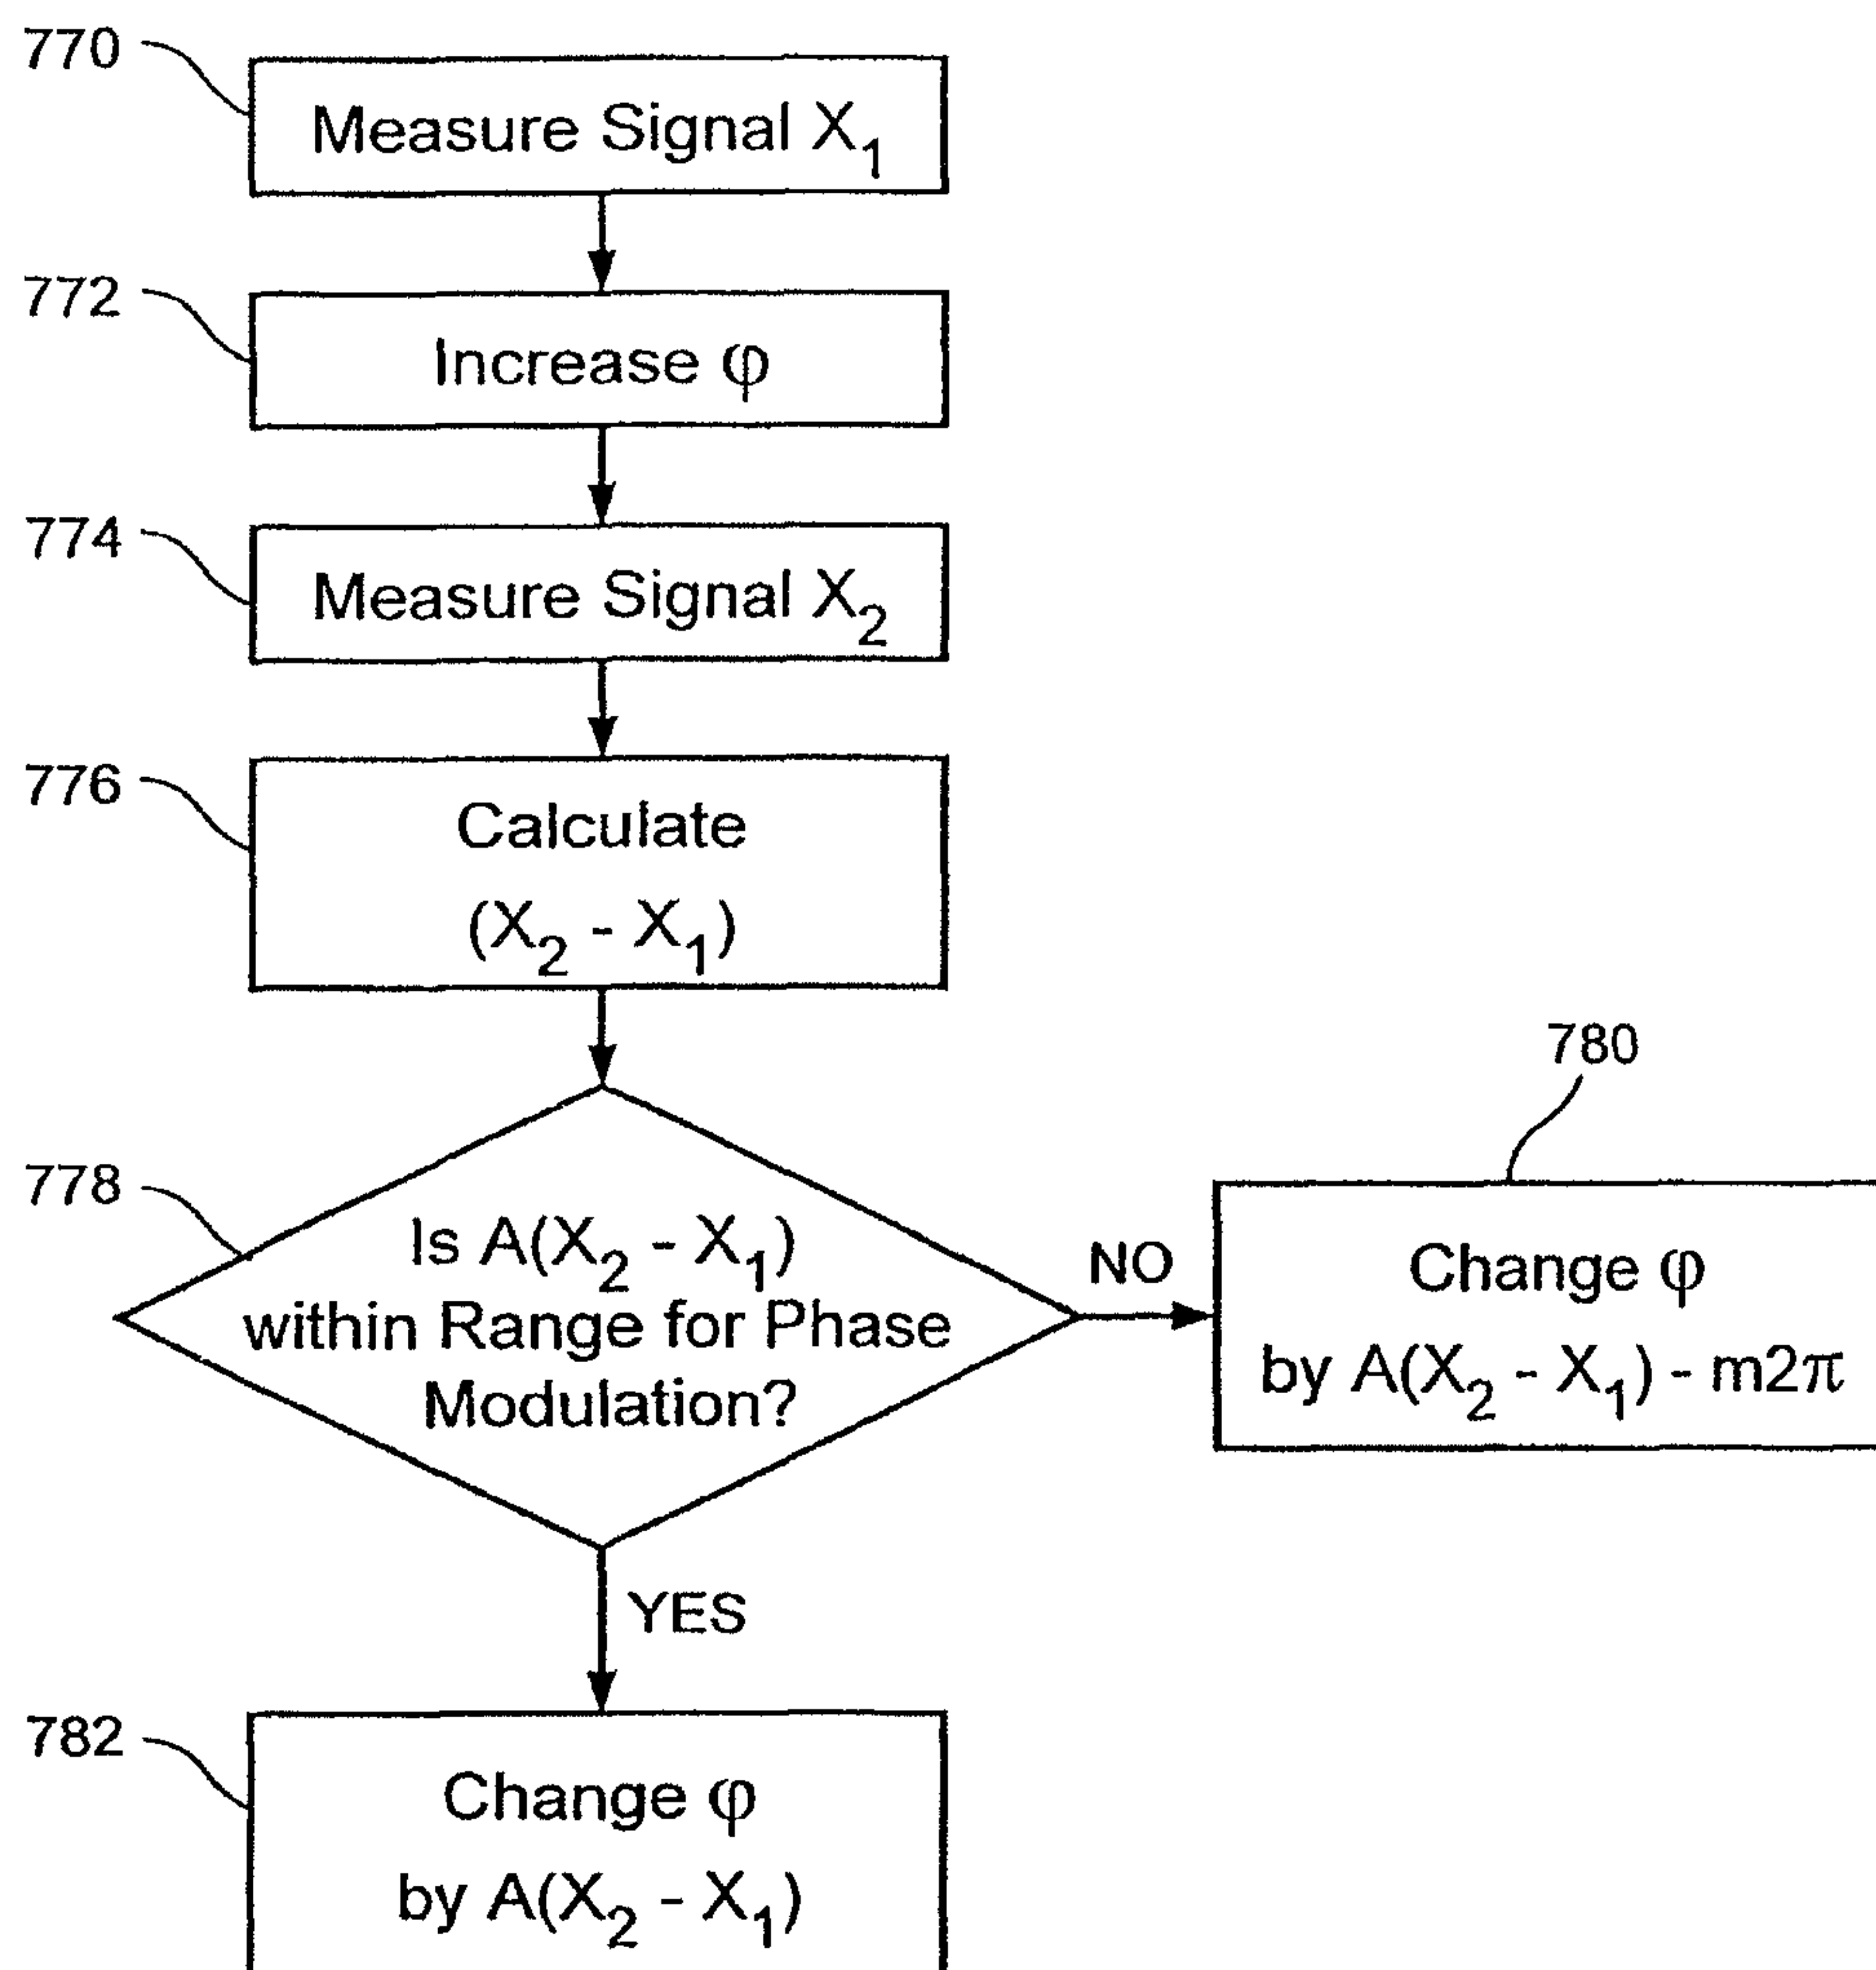 770
Measure Signal X₁
772
Increase φ
774
Measure Signal X₂
776
Calculate
(X₂ - X₁)
778
Is A(X₂ - X₁)
within Range for Phase
Modulation?
NO
780
Change φ
by A(X₂ - X₁) - m2π
YES
782
Change φ
by A(X₂ - X₁)